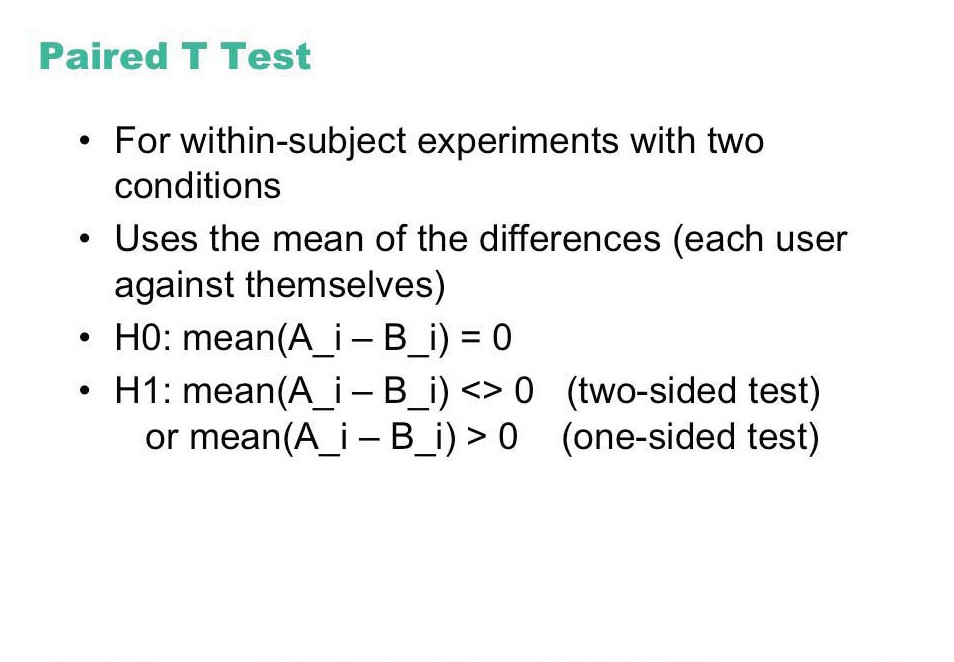 Paired T Test
• For within-subject experiments with two
conditions
• Uses the mean of the differences (each user
against themselves)
• H0: mean(A_i – B_i) = 0
• H1: mean(A_i – B_i) <> 0 (two-sided test)
or mean(A_i – B_i) > 0 (one-sided test)